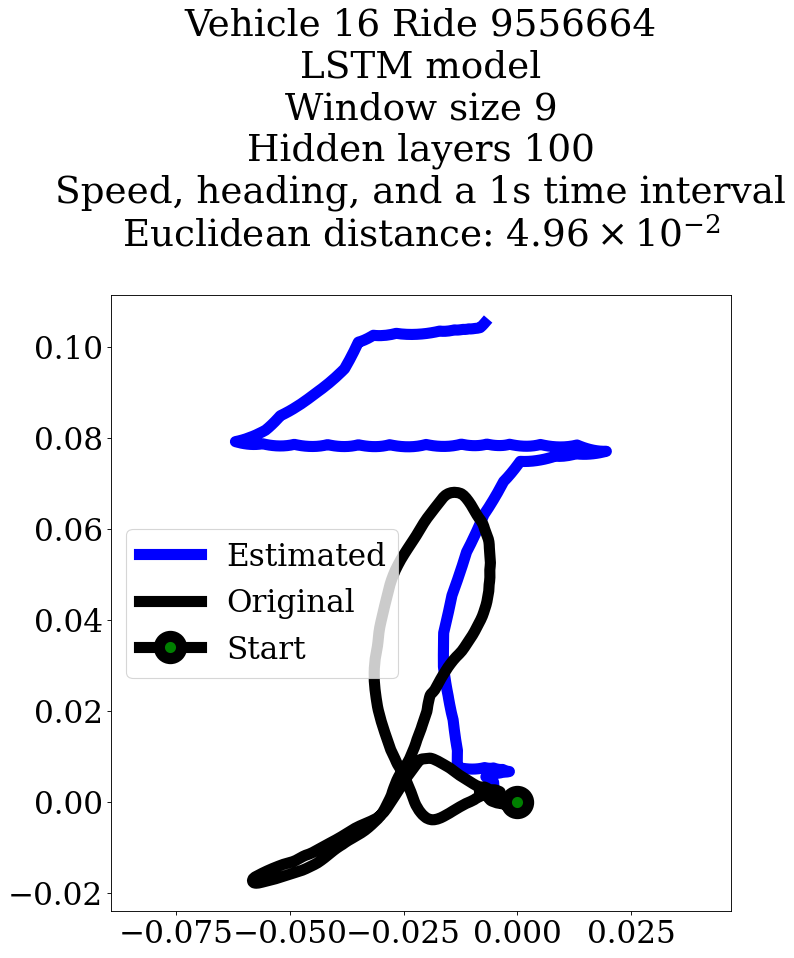 Vehicle 16 Ride 9556664
LSTM model
Window size 9
Hidden layers 100
Speed, heading, and a 1s time interval
Euclidean distance: 4.96 × 10⁻²
0.10
0.08
0.06
0.04
0.02
0.00
−0.02
Estimated
Original
Start
−0.075 −0.050 −0.025 0.000 0.025